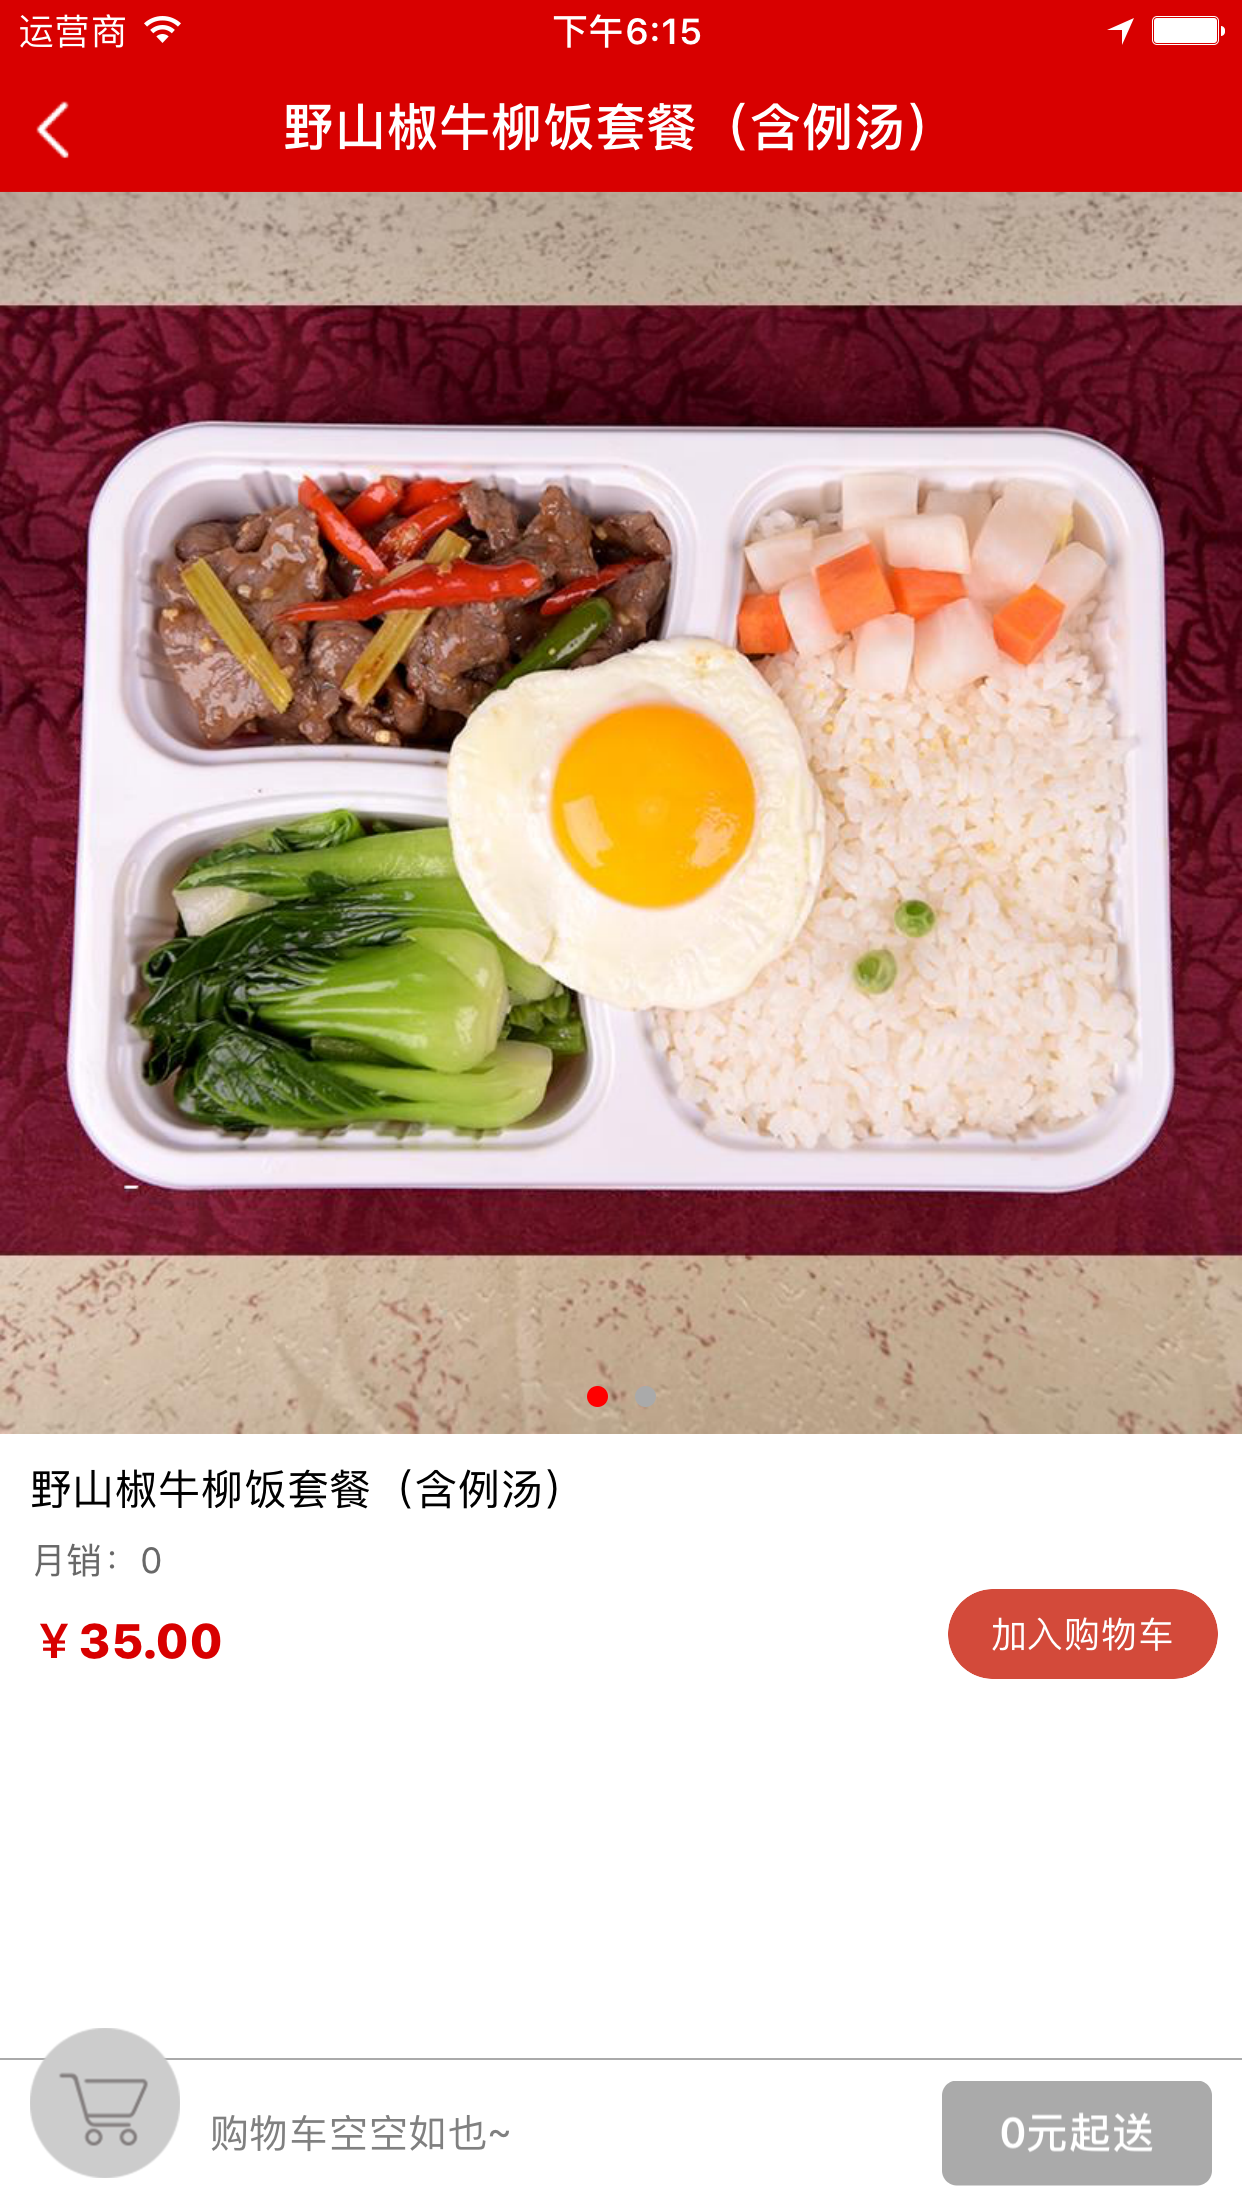 运营商
下午6:15
野山椒牛柳饭套餐（含例汤）
野山椒牛柳饭套餐（含例汤）
月销：0
¥ 35.00
加入购物车
购物车空空如也~
0元起送